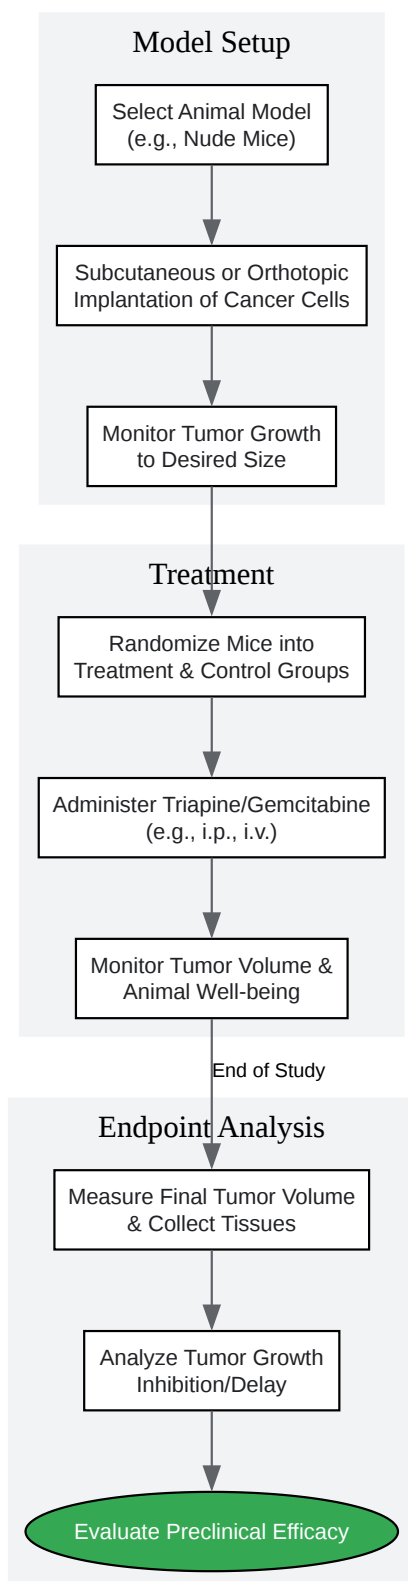 Model Setup
Select Animal Model
(e.g., Nude Mice)
Subcutaneous or Orthotopic
Implantation of Cancer Cells
Monitor Tumor Growth
to Desired Size
Treatment
Randomize Mice into
Treatment & Control Groups
Administer Triapine/Gemcitabine
(e.g., i.p., i.v.)
Monitor Tumor Volume &
Animal Well-being
End of Study
Endpoint Analysis
Measure Final Tumor Volume
& Collect Tissues
Analyze Tumor Growth
Inhibition/Delay
Evaluate Preclinical Efficacy